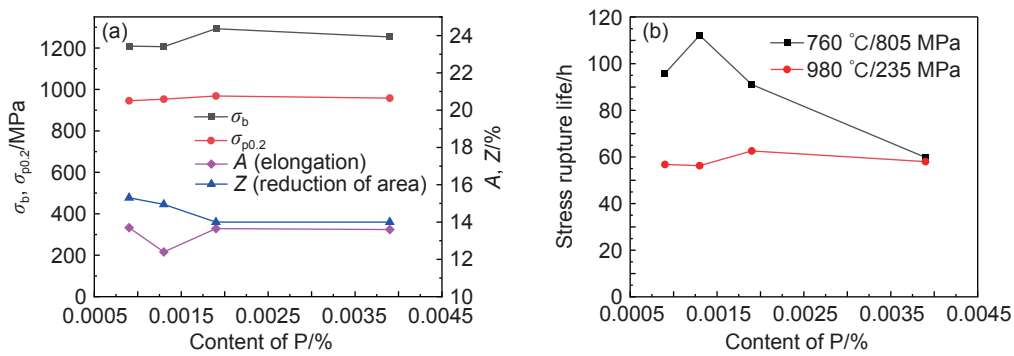 (a)
1200
1000
800
600
400
200
0
σb, σp0.2/MPa
24
22
20
18
16
14
12
10
A, Z/%
σb
σp0.2
A (elongation)
Z (reduction of area)
0.0005 0.0015 0.0025 0.0035 0.0045
Content of P/%
(b)
120
100
80
60
40
20
0
Stress rupture life/h
760 ℃/805 MPa
980 ℃/235 MPa
0.0005 0.0015 0.0025 0.0035 0.0045
Content of P/%